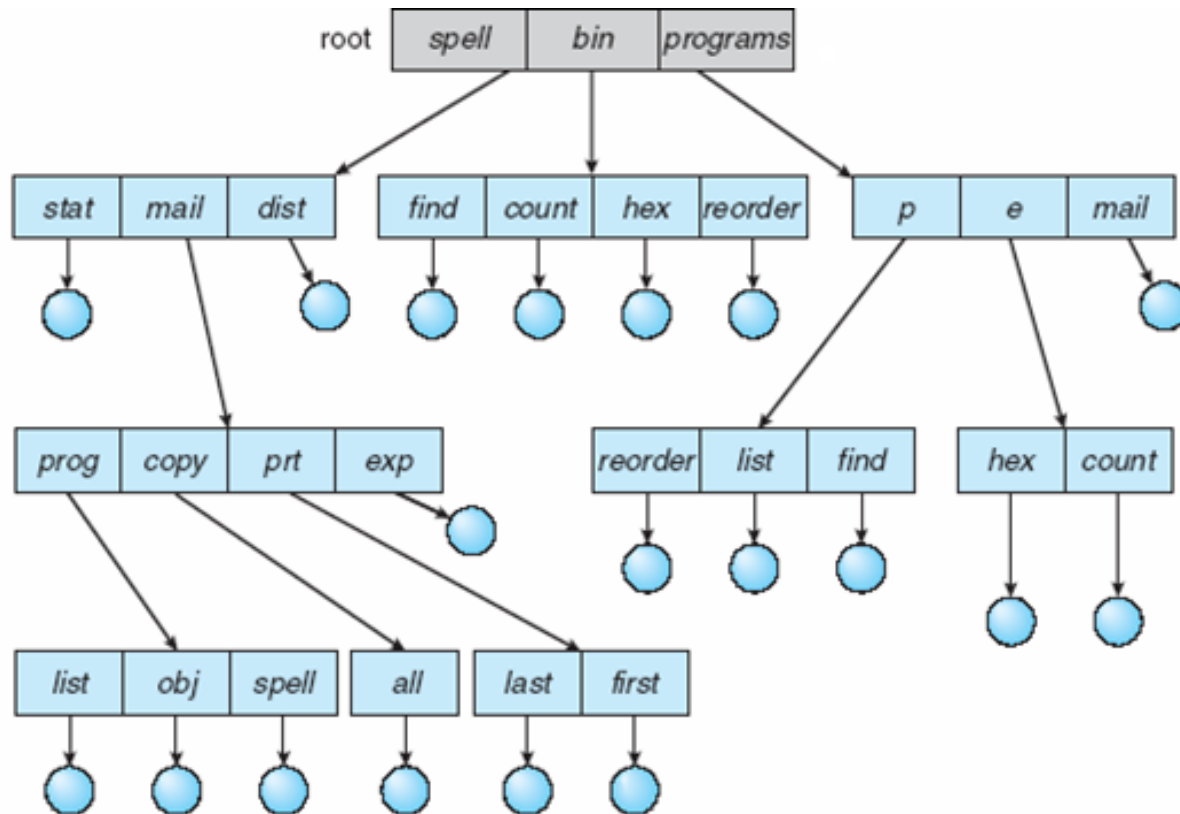 root spell bin programs
stat mail dist find count hex reorder p e mail
prog copy prt exp reorder list find hex count
list obj spell all last first